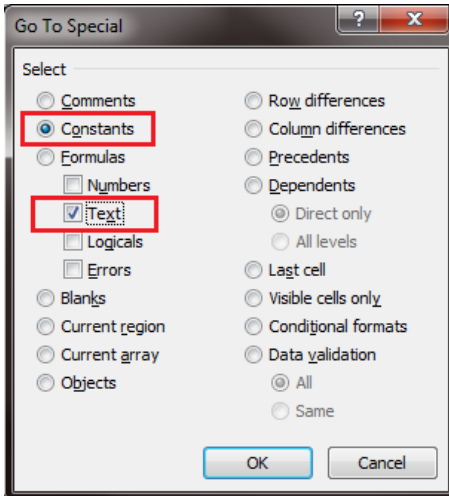 Go To Special
?
X
Select
Comments
Constants
Formulas
Numbers
Text
Logicals
Errors
Blanks
Current region
Current array
Objects
Row differences
Column differences
Precedents
Dependents
Direct only
All levels
Last cell
Visible cells only
Conditional formats
Data validation
All
Same
OK
Cancel